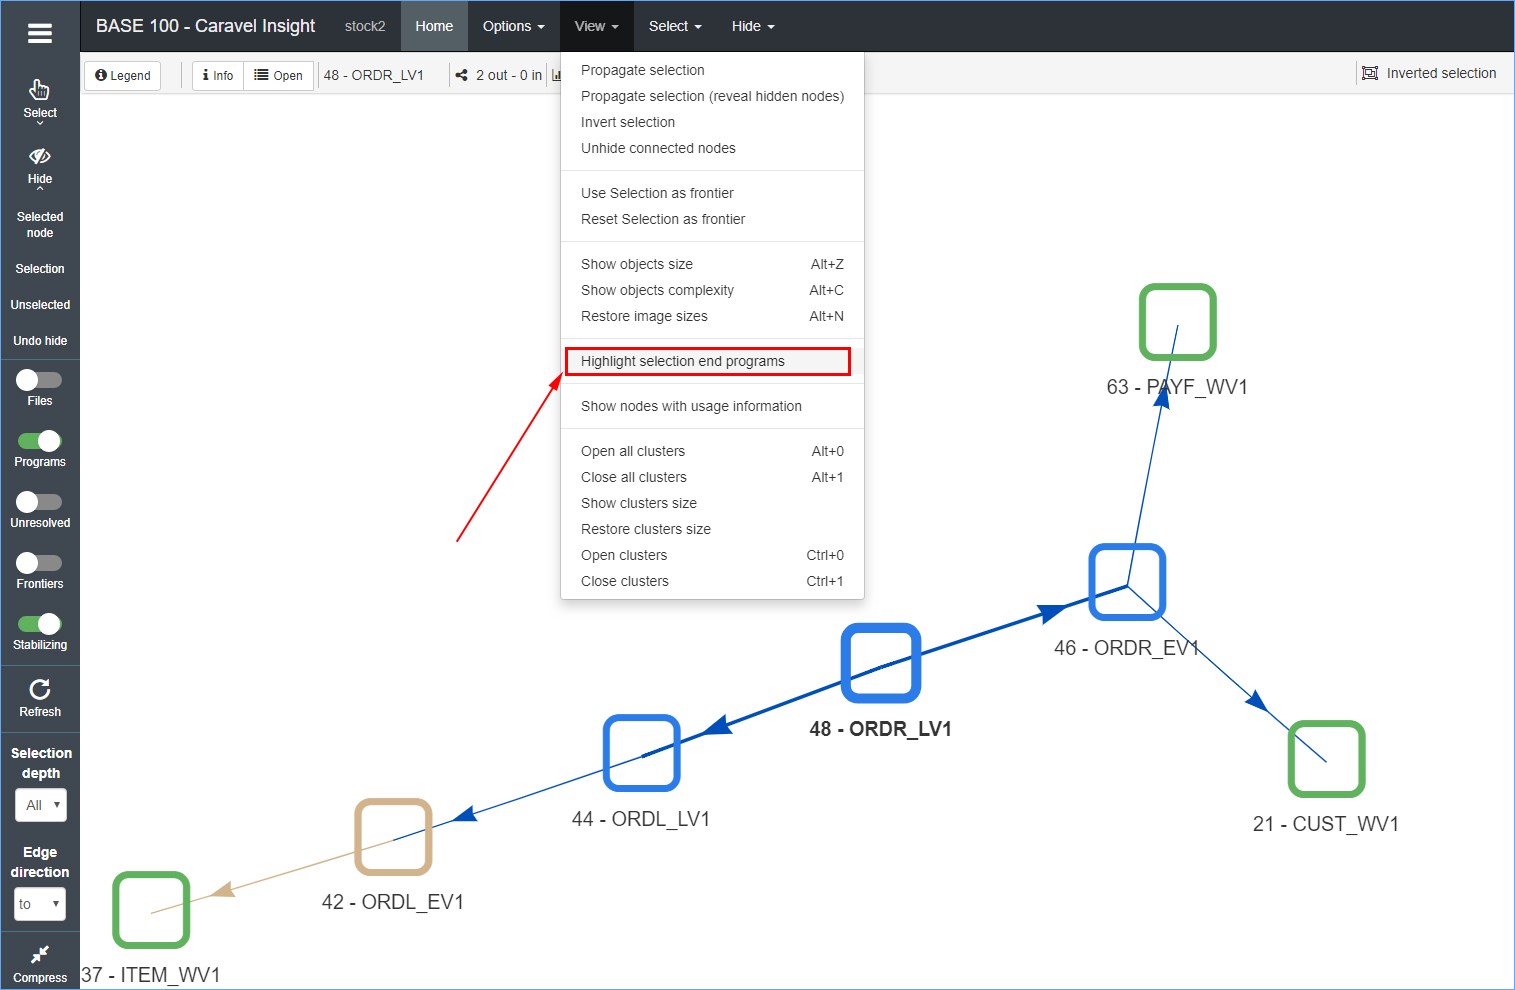 BASE 100 - Caravel Insight
stock2
Home
Options
View
Select
Hide
Legend
Info
Open
48 - ORDR_LV1
2 out - 0 in
Inverted selection
Select
Hide
Selected
node
Selection
Unselected
Undo hide
Files
Programs
Unresolved
Frontiers
Stabilizing
Refresh
Selection
depth
All
Edge
direction
to
Compress
Propagate selection
Propagate selection (reveal hidden nodes)
Invert selection
Unhide connected nodes
Use Selection as frontier
Reset Selection as frontier
Show objects size Alt+Z
Show objects complexity Alt+C
Restore image sizes Alt+N
Highlight selection end programs
Show nodes with usage information
Open all clusters Alt+0
Close all clusters Alt+1
Show clusters size
Restore clusters size
Open clusters Ctrl+0
Close clusters Ctrl+1
63 - PAYF_WV1
46 - ORDR_EV1
48 - ORDR_LV1
44 - ORDL_LV1
21 - CUST_WV1
42 - ORDL_EV1
37 - ITEM_WV1